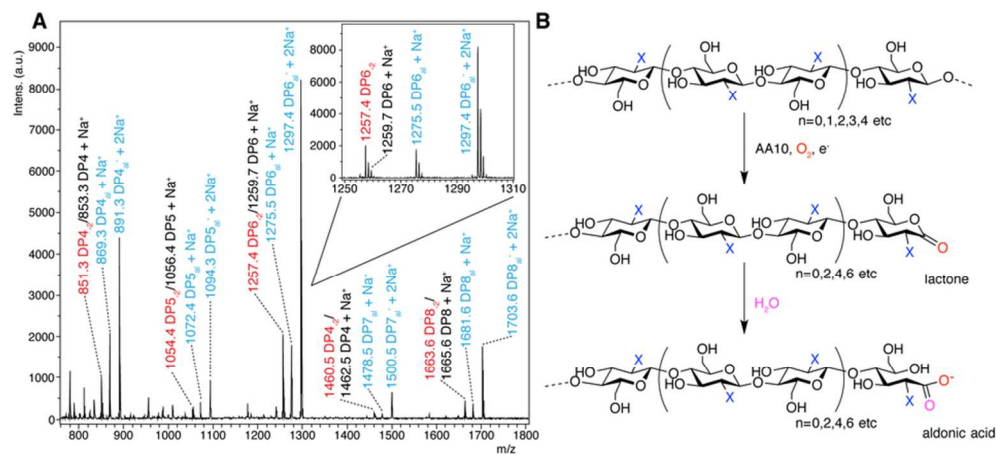 A
Intens. (a.u.)
9000
8000
7000
6000
5000
4000
3000
2000
1000
0
800
900
1000
1100
1200
1300
1400
1500
1600
1700
1800
m/z
851.3 DP4-2/853.3 DP4 + Na+
869.3 DP4al + Na+
891.3 DP4al- + 2Na+
1054.4 DP5-2/1056.4 DP5 + Na+
1072.4 DP5al + Na+
1094.3 DP5al- + 2Na+
1257.4 DP6-2/1259.7 DP6 + Na+
1275.5 DP6al + Na+
1297.4 DP6al- + 2Na+
1460.5 DP4-2/
1462.5 DP4 + Na+
1478.5 DP7al + Na+
1500.5 DP7al- + 2Na+
1663.6 DP8-2/
1665.6 DP8 + Na+
1681.6 DP8al + Na+
1703.6 DP8al- + 2Na+
8000
6000
4000
2000
0
1250
1270
1290
1310
1257.4 DP6-2
1259.7 DP6 + Na+
1275.5 DP6al + Na+
1297.4 DP6al- + 2Na+
B
HO
O
X
OH
n=0,1,2,3,4 etc
AA10, O2, e-
HO
O
X
OH
n=0,2,4,6 etc
lactone
H2O
HO
O
X
OH
O-
n=0,2,4,6 etc
aldonic acid